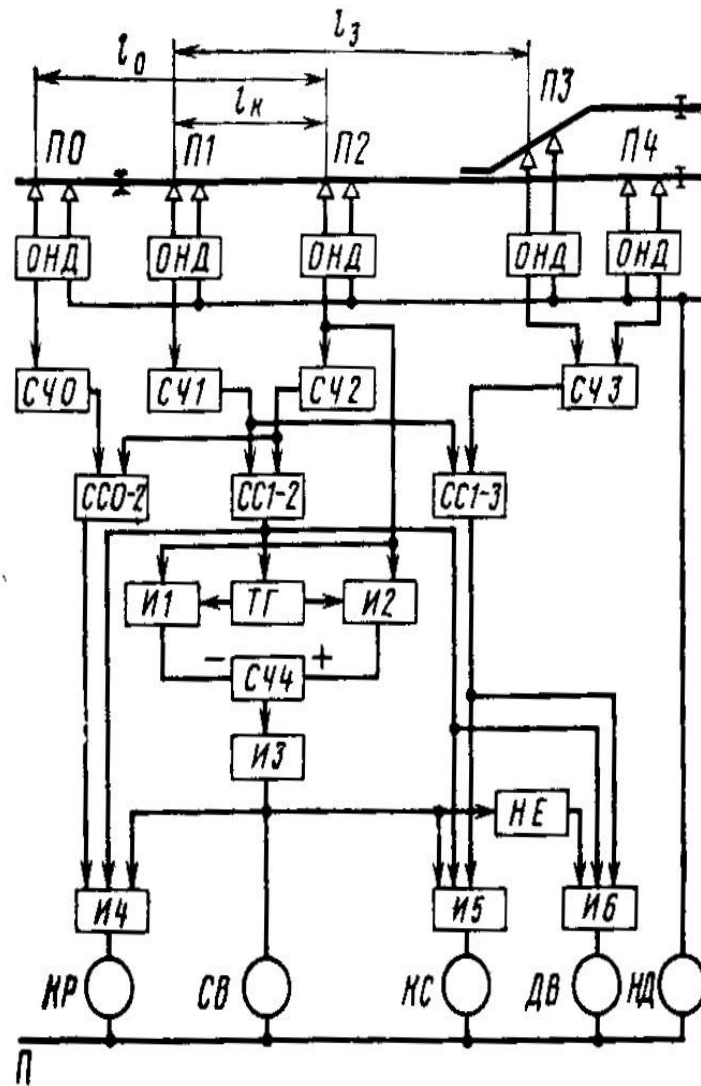 l₃
l₀
lк
П0 П1 П2 П3 П4
ОНД ОНД ОНД ОНД ОНД
СЧ0 СЧ1 СЧ2 СЧ3
СС0-2 СС1-2 СС1-3
И1 ТГ И2
− СЧ4 +
И3
НЕ
И4 И5 И6
КР СВ КС ДВ НД
П